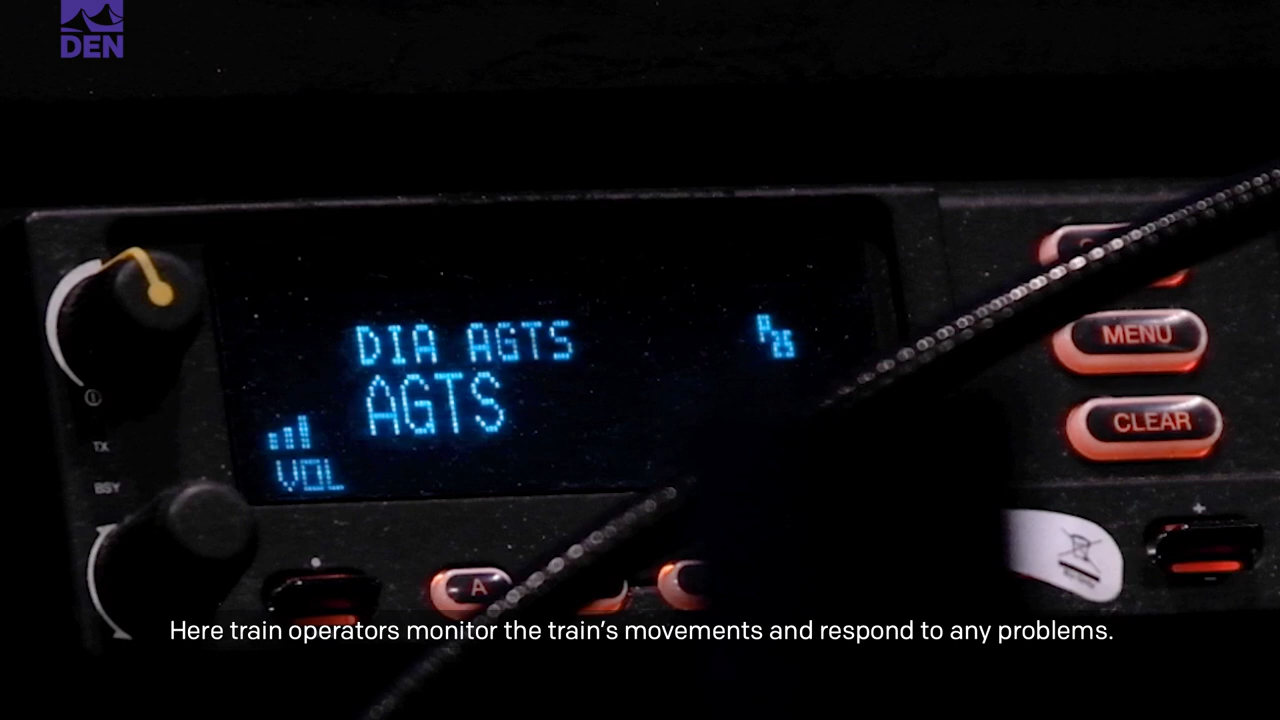 DEN
DIA AGTS
P25
AGTS
VOL
MENU
CLEAR
TX
BSY
A
Here train operators monitor the train's movements and respond to any problems.